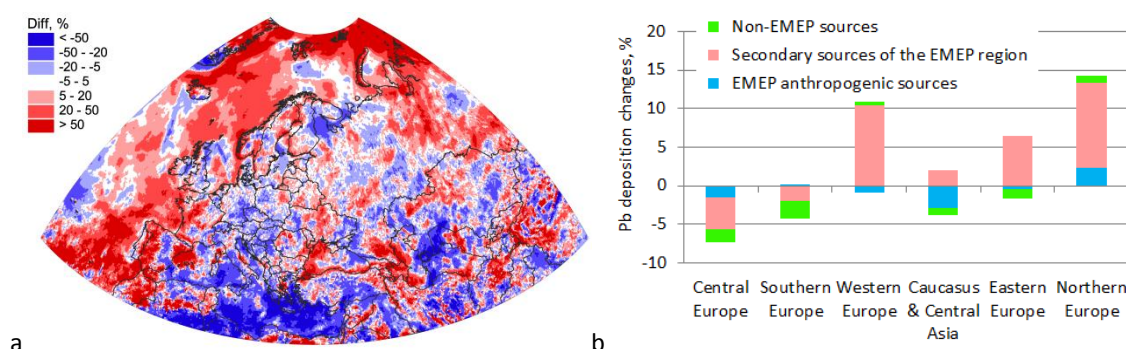 Diff, %
< -50
-50 - -20
-20 - -5
-5 - 5
5 - 20
20 - 50
> 50
a
Pb deposition changes, %
20
15
10
5
0
-5
-10
Non-EMEP sources
Secondary sources of the EMEP region
EMEP anthropogenic sources
Central
Europe
Southern
Europe
Western
Europe
Caucasus
& Central
Asia
Eastern
Europe
Northern
Europe
b